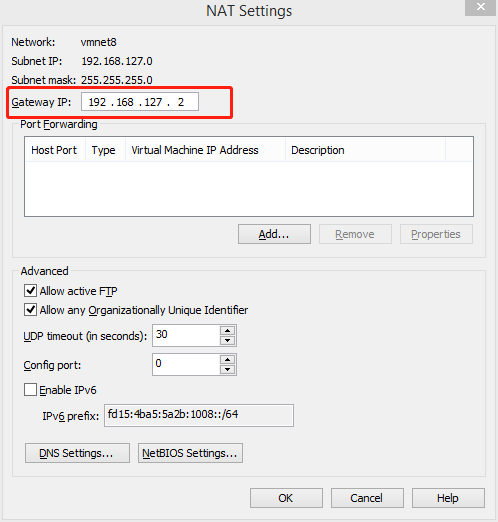 NAT Settings
Network: vmnet8
Subnet IP: 192.168.127.0
Subnet mask: 255.255.255.0
Gateway IP: 192 . 168 . 127 . 2
Port Forwarding
Host Port Type Virtual Machine IP Address Description
Add... Remove Properties
Advanced
Allow active FTP
Allow any Organizationally Unique Identifier
UDP timeout (in seconds): 30
Config port: 0
Enable IPv6
IPv6 prefix: fd15:4ba5:5a2b:1008::/64
DNS Settings... NetBIOS Settings...
OK Cancel Help